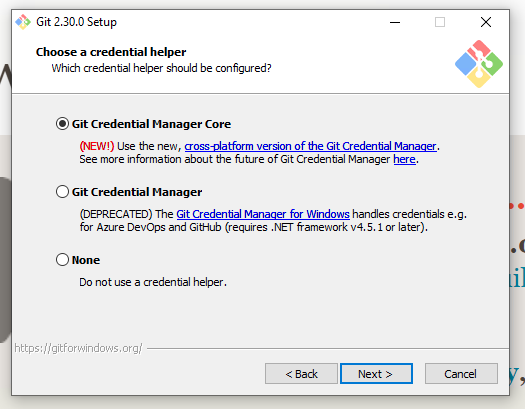 Git 2.30.0 Setup
Choose a credential helper
Which credential helper should be configured?
Git Credential Manager Core
(NEW!) Use the new, cross-platform version of the Git Credential Manager.
See more information about the future of Git Credential Manager here.
Git Credential Manager
(DEPRECATED) The Git Credential Manager for Windows handles credentials e.g.
for Azure DevOps and GitHub (requires .NET framework v4.5.1 or later).
None
Do not use a credential helper.
https://gitforwindows.org/
< Back
Next >
Cancel